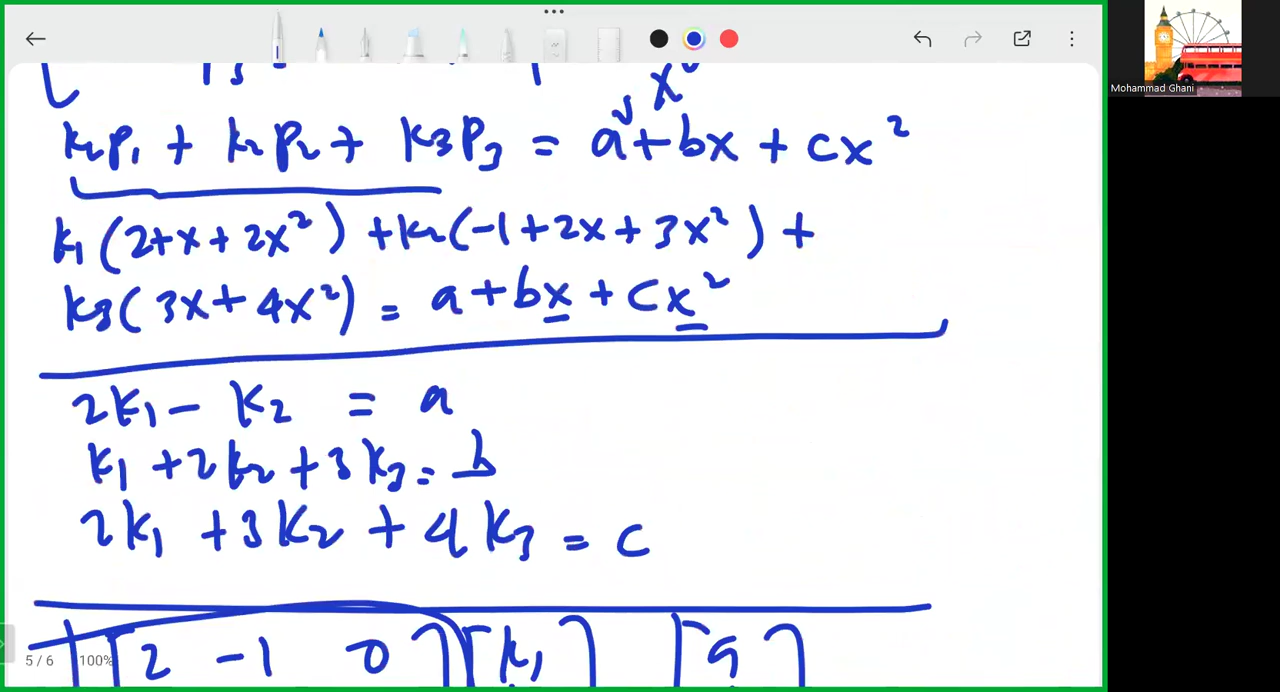 Mohammad Ghani
x
k₁p₁ + k₂p₂ + k₃p₃ = a + bx + cx²
k₁(2+x+2x²) + k₂(-1+2x+3x²) +
k₃(3x+4x²) = a+bx+cx²
2k₁ - k₂ = a
k₁ + 2k₂ + 3k₃ = b
2k₁ + 3k₂ + 4k₃ = c
2 -1 0 k₁ a
5 / 6 100%